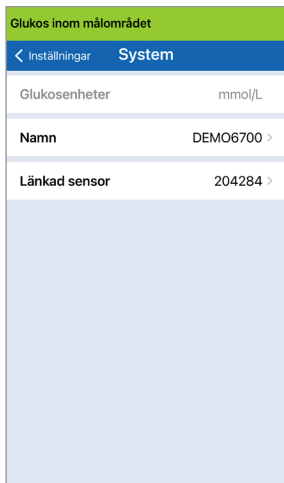 Glukos inom målområdet
Inställningar System
Glukosenheter mmol/L
Namn DEMO6700
Länkad sensor 204284